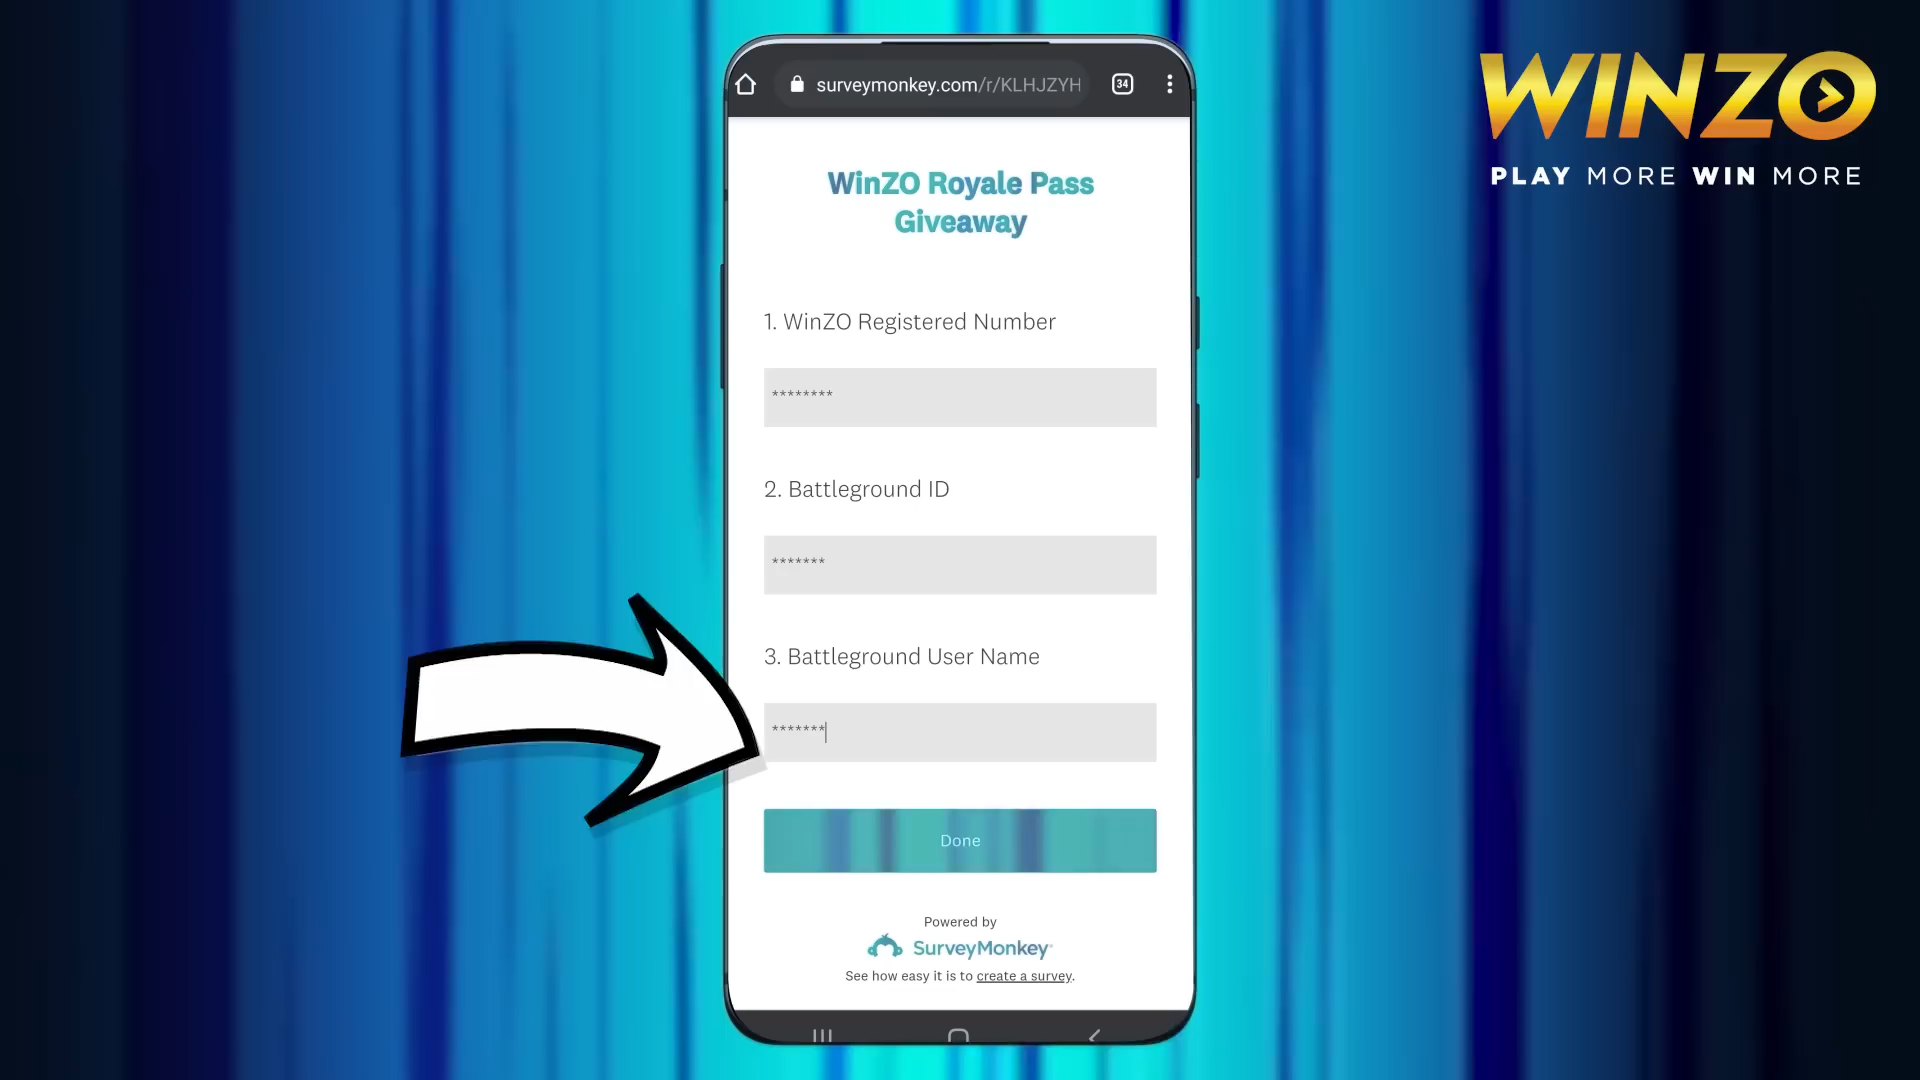 surveymonkey.com/r/KLHJZYH
34
WINZO
PLAY MORE WIN MORE
WinZO Royale Pass
Giveaway
1. WinZO Registered Number
********
2. Battleground ID
*******
3. Battleground User Name
*******
Done
Powered by
SurveyMonkey
See how easy it is to create a survey.